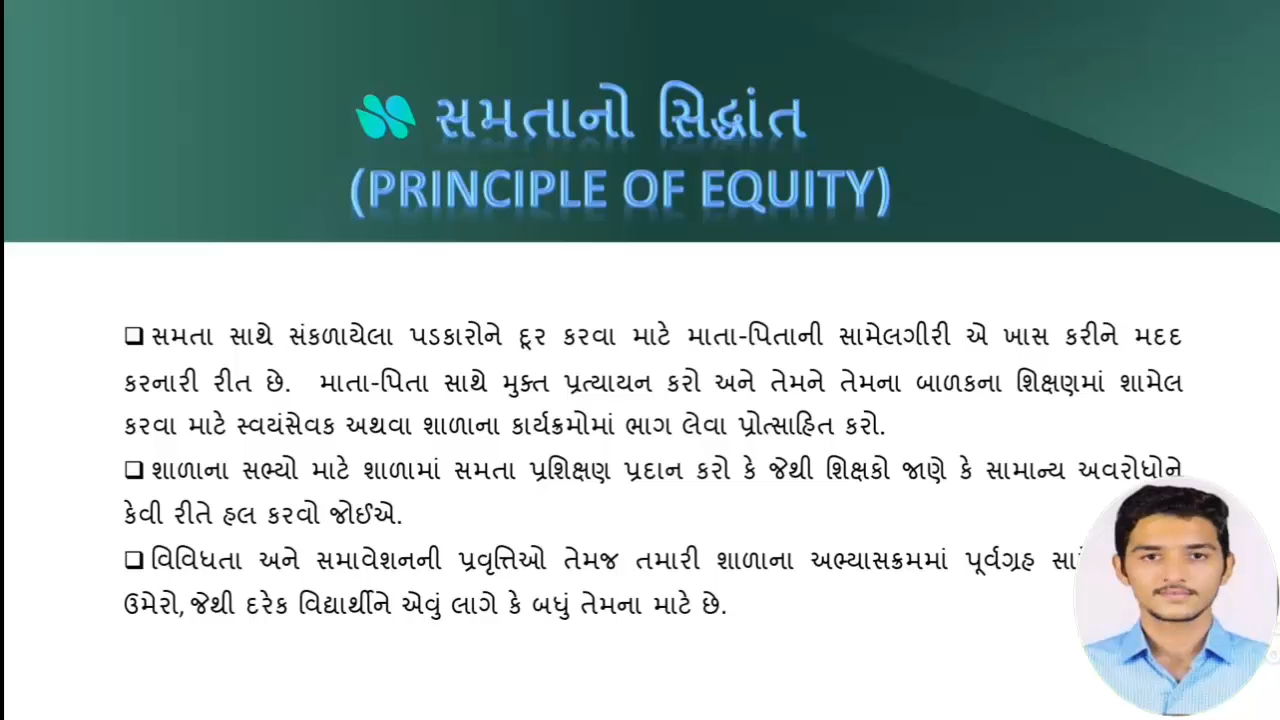 સમતાનો સિદ્ધાંત
(PRINCIPLE OF EQUITY)
સમતા સાથે સંકળાયેલા પડકારોને દૂર કરવા માટે માતા-પિતાની સામેલગીરી એ ખાસ કરીને મદદ
કરનારી રીત છે. માતા-પિતા સાથે મુક્ત પ્રત્યાયન કરો અને તેમને તેમના બાળકના શિક્ષણમાં શામેલ
કરવા માટે સ્વયંસેવક અથવા શાળાના કાર્યક્રમોમાં ભાગ લેવા પ્રોત્સાહિત કરો.
શાળાના સભ્યો માટે શાળામાં સમતા પ્રશિક્ષણ પ્રદાન કરો કે જેથી શિક્ષકો જાણે કે સામાન્ય અવરોધોને
કેવી રીતે હલ કરવો જોઈએ.
વિવિધતા અને સમાવેશનની પ્રવૃત્તિઓ તેમજ તમારી શાળાના અભ્યાસક્રમમાં પૂર્વગ્રહ
ઉમેરો, જેથી દરેક વિદ્યાર્થીને એવું લાગે કે બધું તેમના માટે છે.